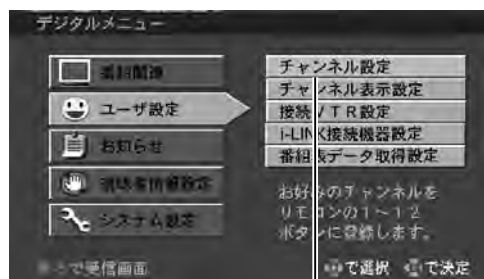 デジタルメニュー
ユーザ設定
お知らせ
システム設定
チャンネル設定
チャンネル表示設定
接続VTR設定
i-LINK接続機器設定
番組表データ取得設定
お好みのチャンネルを
リモコンの1~12
ボタンに登録します。
で受信画面
で選択 で決定